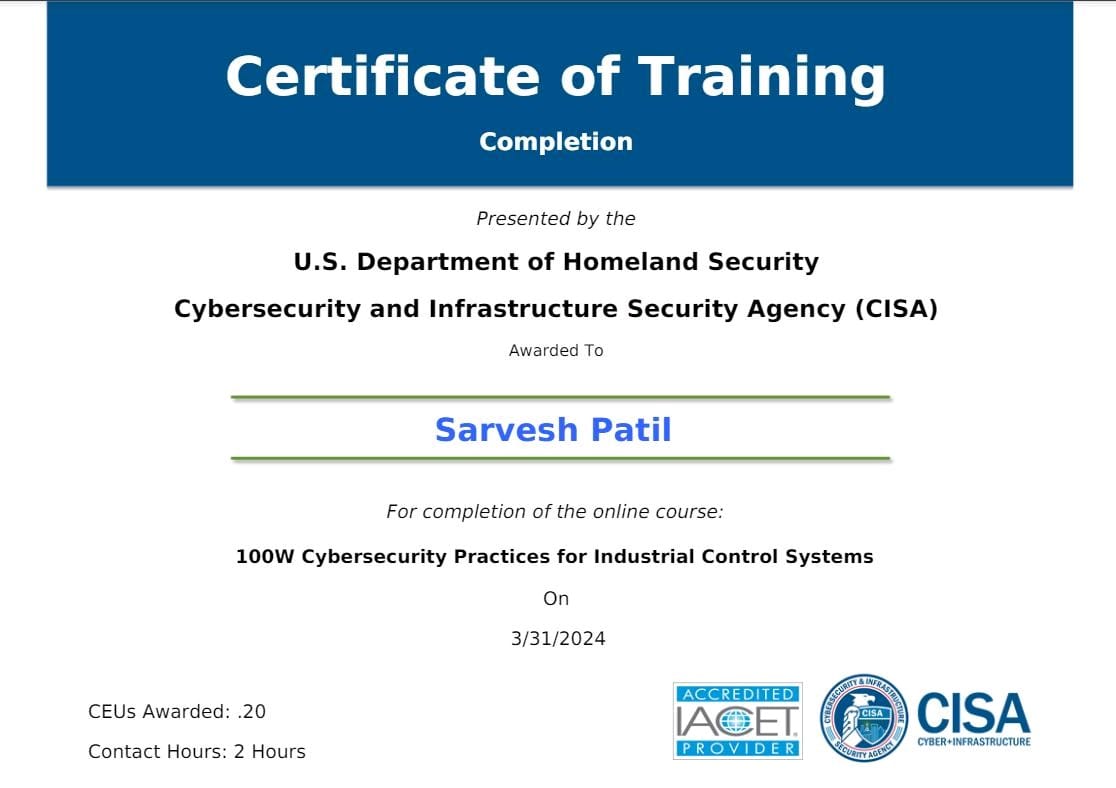 Certificate of Training
Completion
Presented by the
U.S. Department of Homeland Security
Cybersecurity and Infrastructure Security Agency (CISA)
Awarded To
Sarvesh Patil
For completion of the online course:
100W Cybersecurity Practices for Industrial Control Systems
On
3/31/2024
CEUs Awarded: .20
Contact Hours: 2 Hours
ACCREDITED
IACET
PROVIDER
CYBERSECURITY & INFRASTRUCTURE
CISA
SECURITY AGENCY
CISA
CYBER+INFRASTRUCTURE